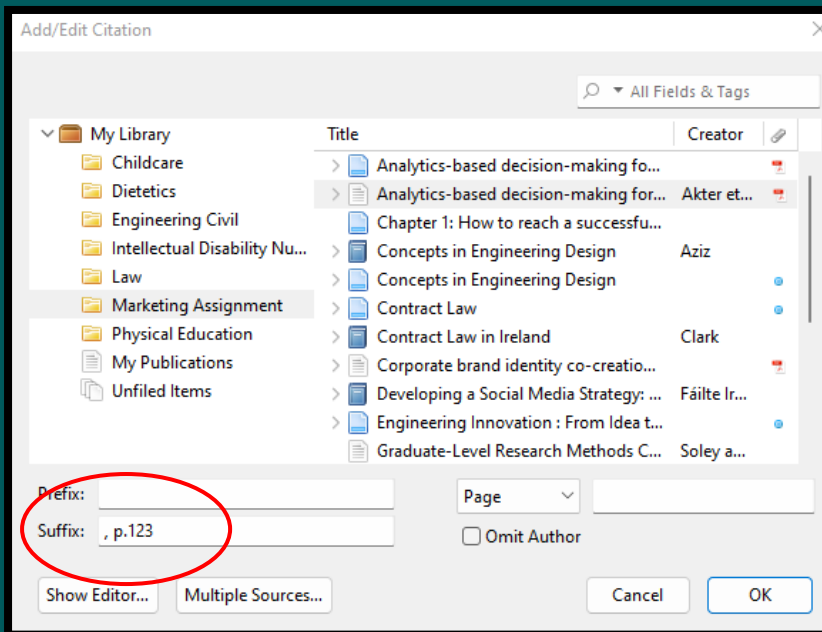 Add/Edit Citation
All Fields & Tags
My Library
Childcare
Dietetics
Engineering Civil
Intellectual Disability Nu...
Law
Marketing Assignment
Physical Education
My Publications
Unfiled Items
Title Creator
Analytics-based decision-making fo...
Analytics-based decision-making for... Akter et...
Chapter 1: How to reach a successfu...
Concepts in Engineering Design Aziz
Concepts in Engineering Design
Contract Law
Contract Law in Ireland Clark
Corporate brand identity co-creatio...
Developing a Social Media Strategy: ... Fáilte Ir...
Engineering Innovation : From Idea t...
Graduate-Level Research Methods C... Soley a...
Prefix:
Page
Suffix: , p.123
Omit Author
Show Editor... Multiple Sources... Cancel OK